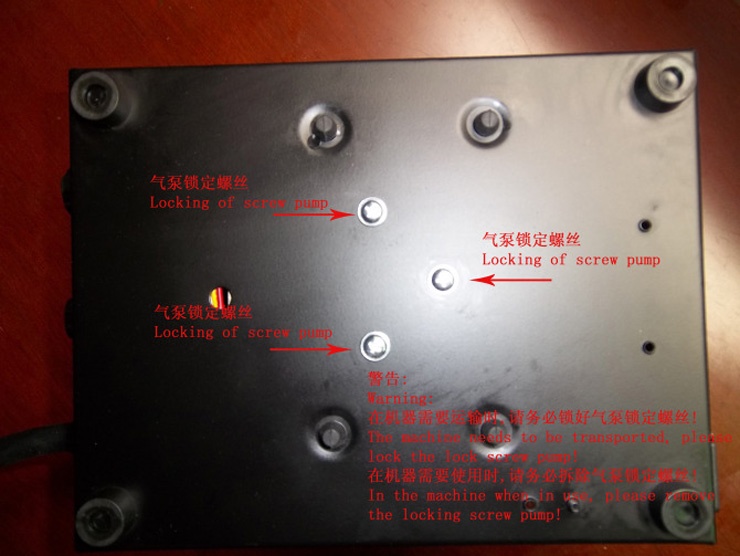 气泵锁定螺丝
Locking of screw pump
气泵锁定螺丝
Locking of screw pump
气泵锁定螺丝
Locking of screw pump
警告:
Warning:
在机器需要运输时,请务必锁好气泵锁定螺丝!
The machine needs to be transported, please
lock the lock screw pump!
在机器需要使用时,请务必拆除气泵锁定螺丝!
In the machine when in use, please remove
the locking screw pump!